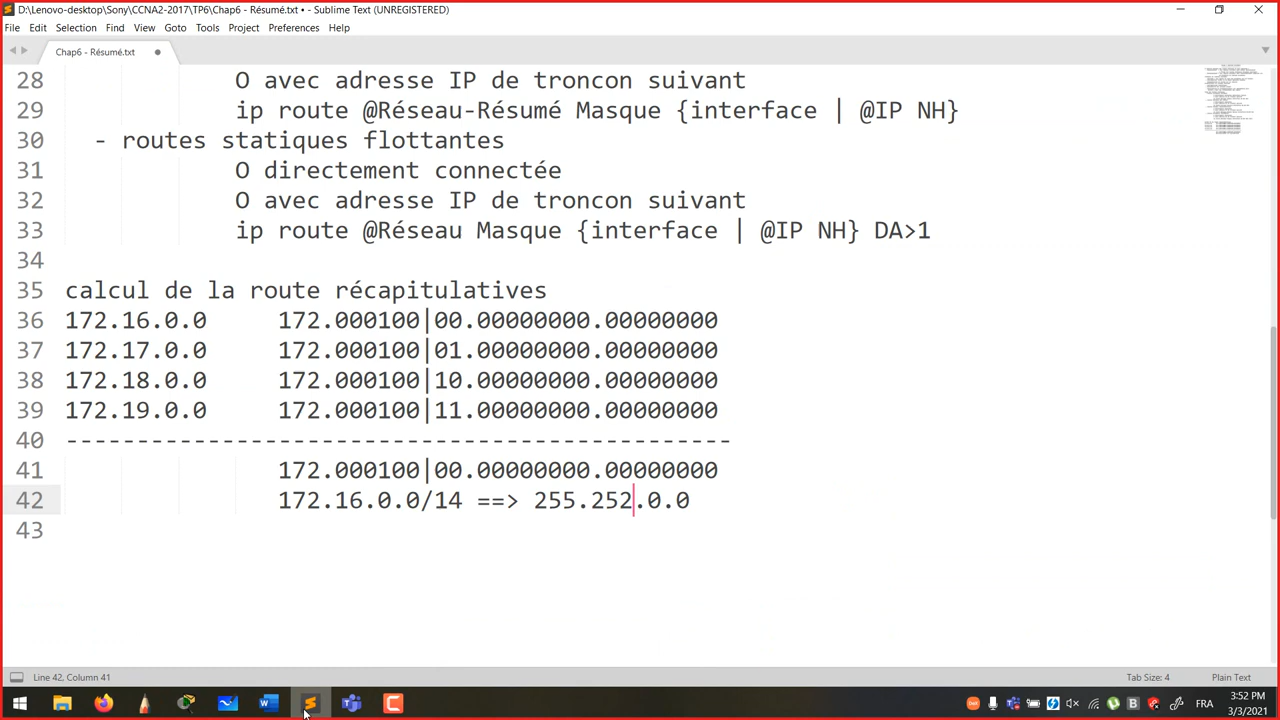 D:\Lenovo-desktop\Sony\CCNA2-2017\TP6\Chap6 - Résumé.txt • - Sublime Text (UNREGISTERED)
File Edit Selection Find View Goto Tools Project Preferences Help
Chap6 - Résumé.txt
28 O avec adresse IP de troncon suivant
29 ip route @Réseau-Résume Masque {interface | @IP NH}
30 - routes statiques flottantes
31 O directement connectée
32 O avec adresse IP de troncon suivant
33 ip route @Réseau Masque {interface | @IP NH} DA>1
34
35 calcul de la route récapitulatives
36 172.16.0.0 172.000100|00.00000000.00000000
37 172.17.0.0 172.000100|01.00000000.00000000
38 172.18.0.0 172.000100|10.00000000.00000000
39 172.19.0.0 172.000100|11.00000000.00000000
40 -----------------------------------------------
41 172.000100|00.00000000.00000000
42 172.16.0.0/14 ==> 255.252.0.0
43
Line 42, Column 41 Tab Size: 4 Plain Text
FRA 3:52 PM
3/3/2021